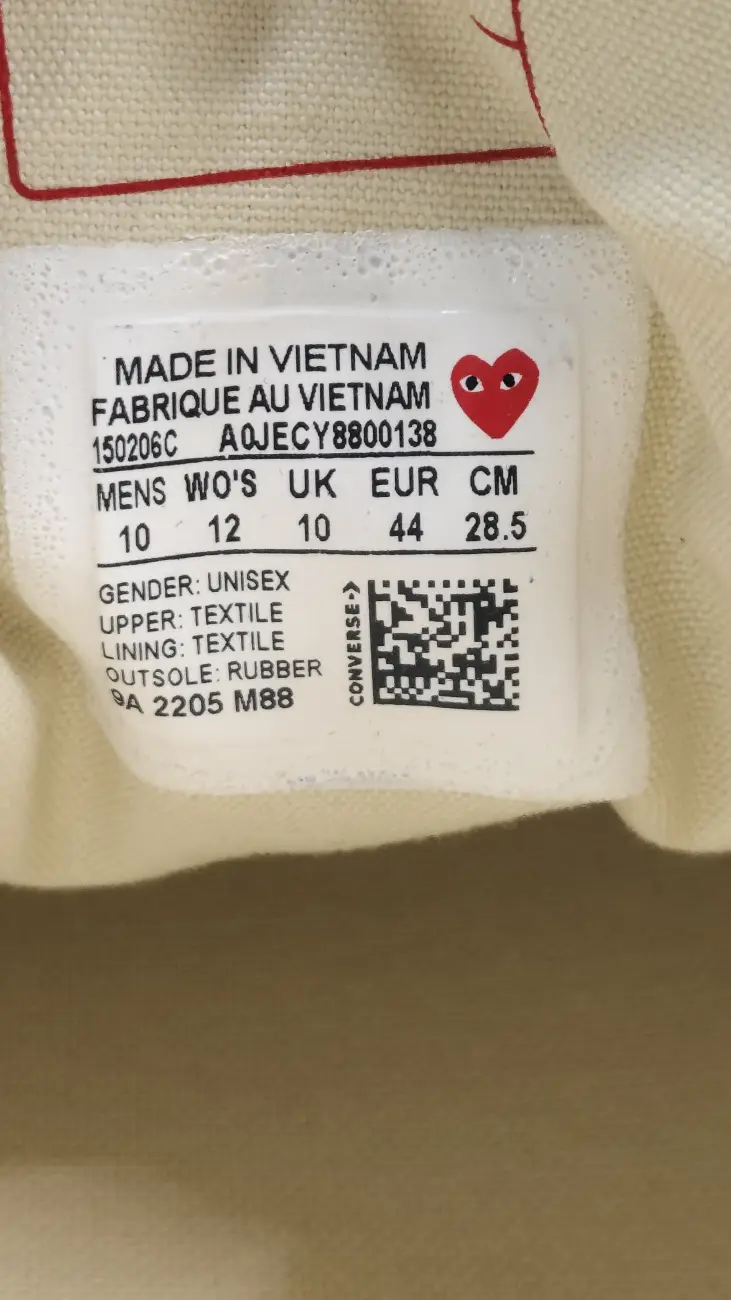 MADE IN VIETNAM
FABRIQUE AU VIETNAM
150206C A0JECY8800138
MENS WO'S UK EUR CM
10 12 10 44 28.5
GENDER: UNISEX
UPPER: TEXTILE
LINING: TEXTILE
OUTSOLE: RUBBER
9A 2205 M88
CONVERSE->